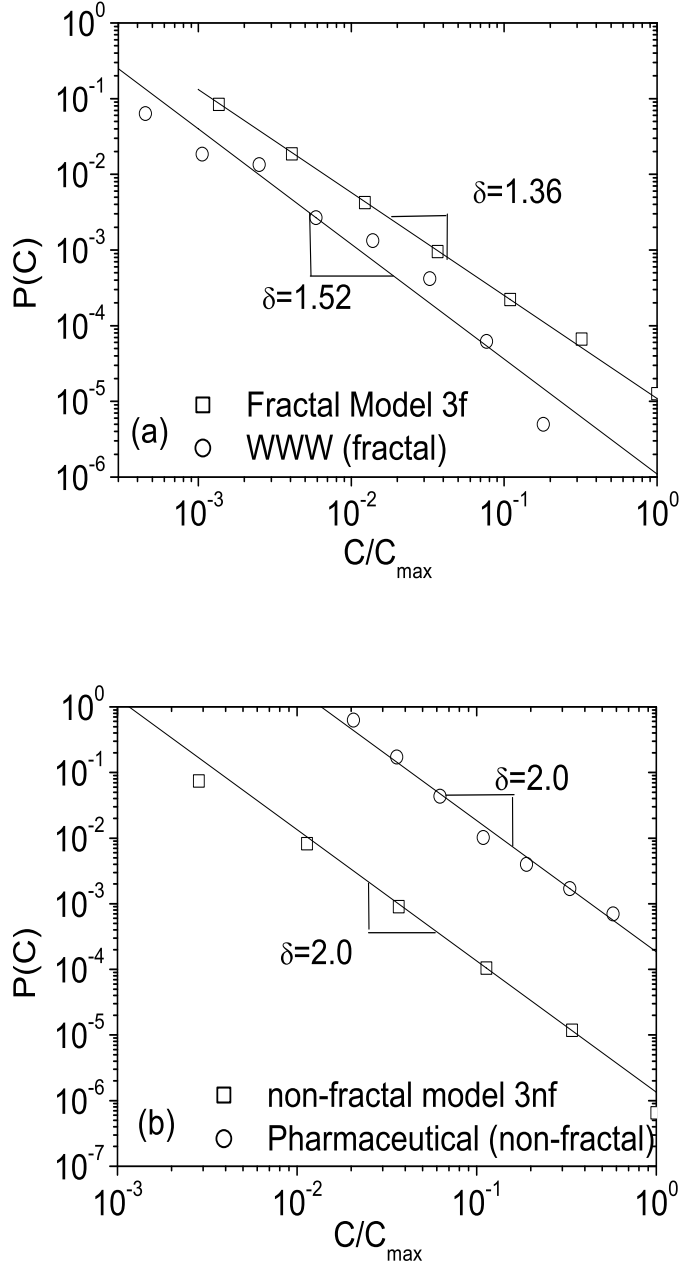 10^0
10^-1
10^-2
10^-3
10^-4
10^-5
10^-6
P(C)
δ=1.36
δ=1.52
(a)
Fractal Model 3f
WWW (fractal)
10^-3 10^-2 10^-1 10^0
C/C_max
10^0
10^-1
10^-2
10^-3
10^-4
10^-5
10^-6
10^-7
P(C)
δ=2.0
δ=2.0
(b)
non-fractal model 3nf
Pharmaceutical (non-fractal)
10^-3 10^-2 10^-1 10^0
C/C_max